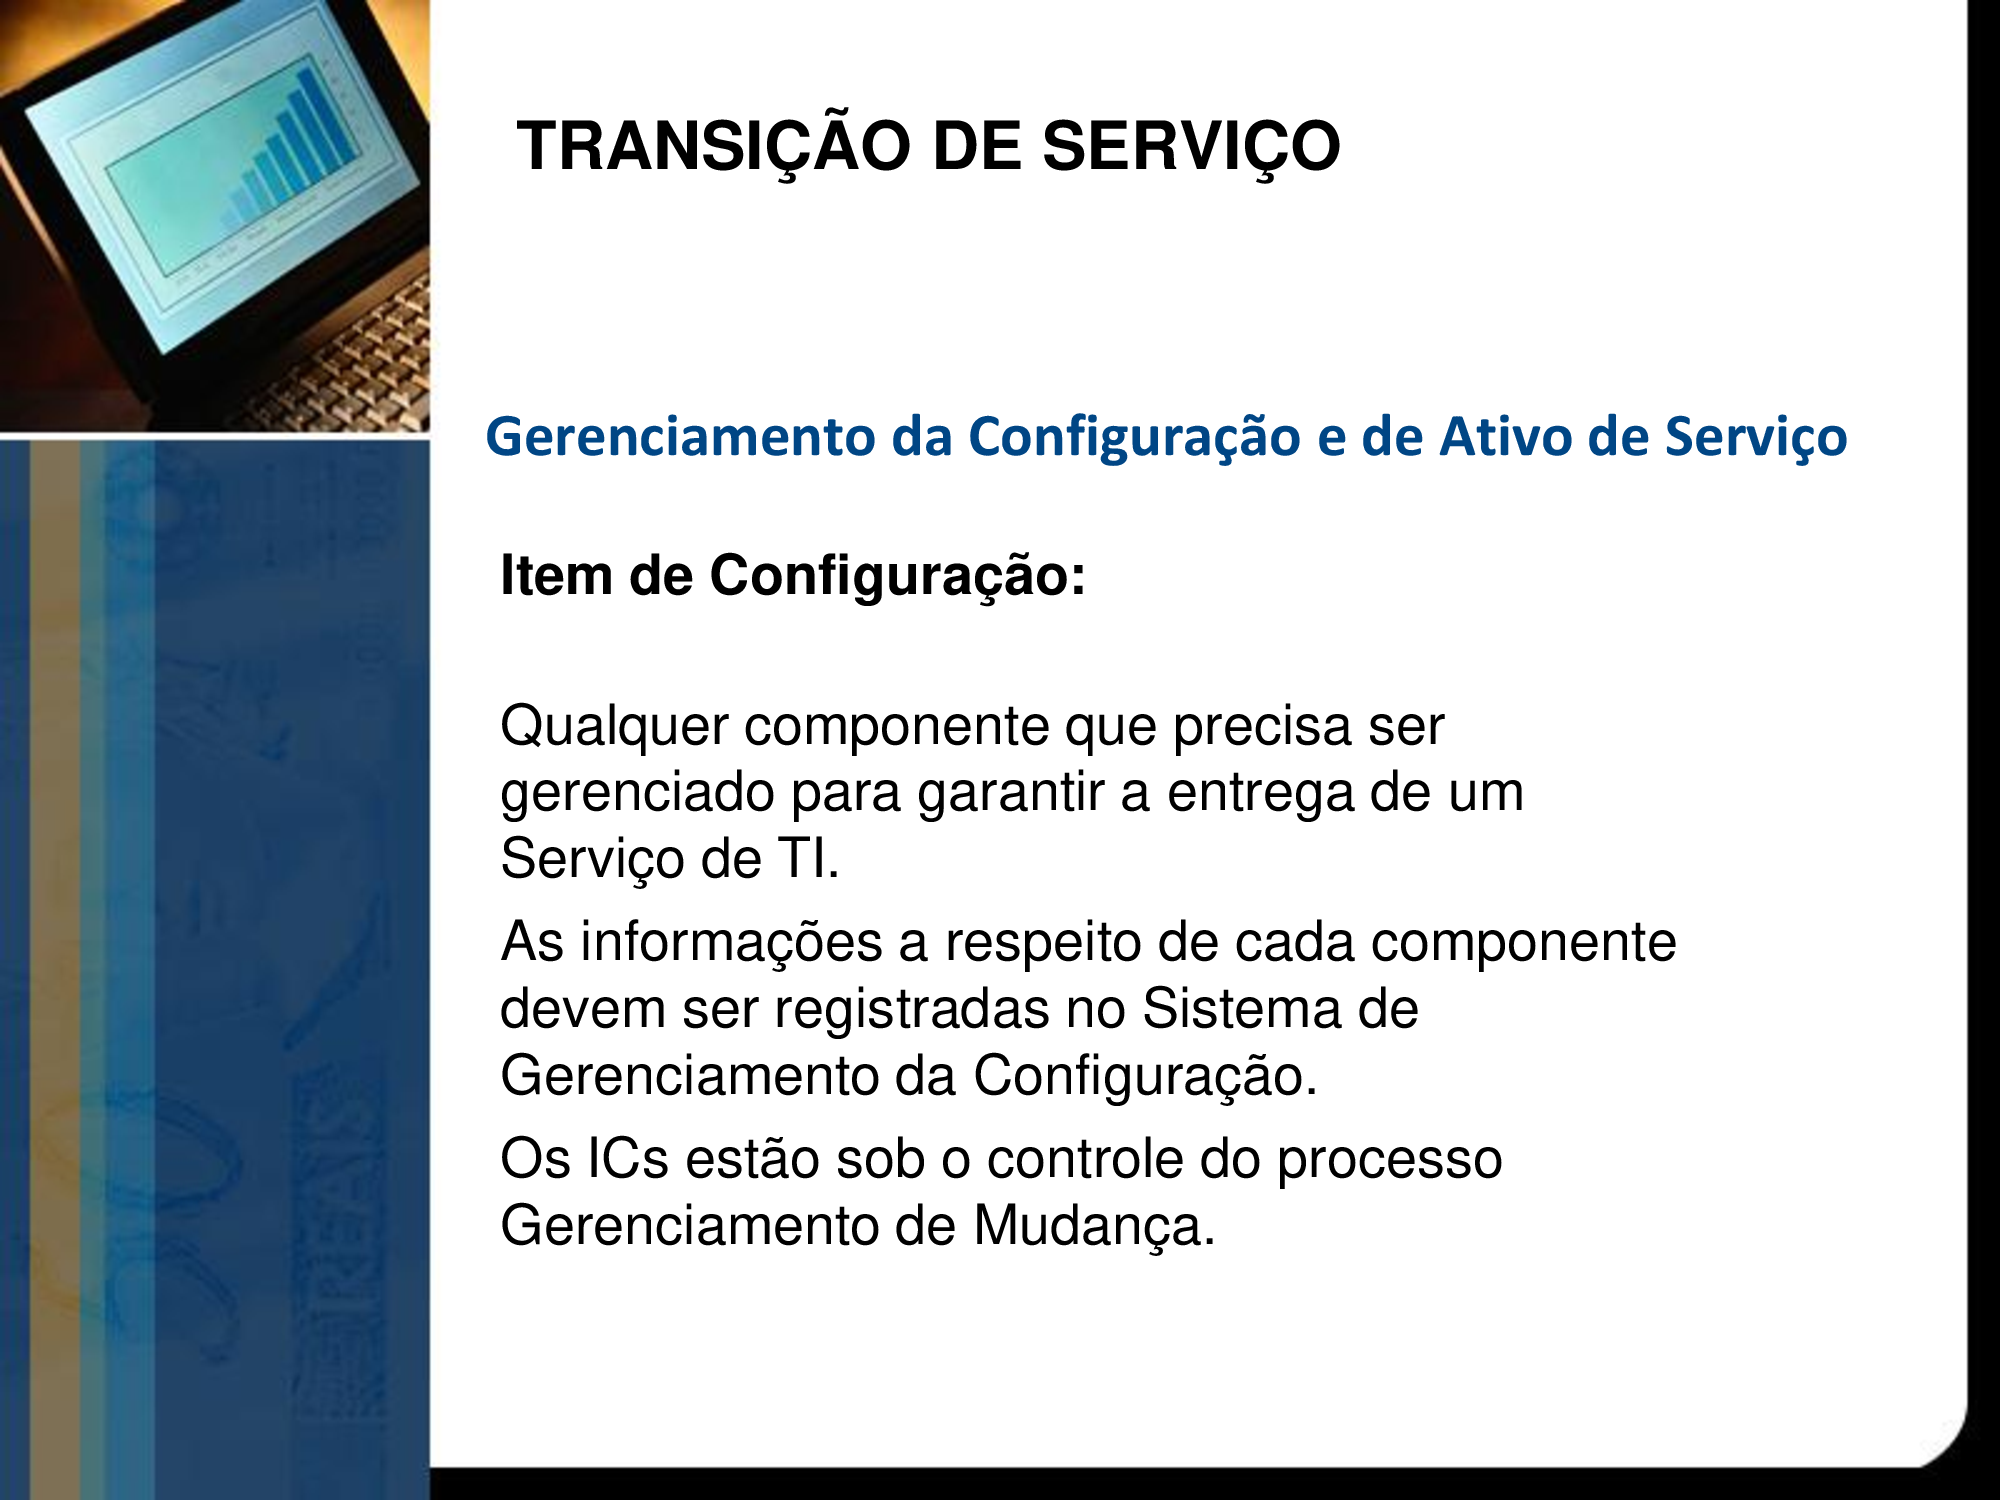 TRANSIÇÃO DE SERVIÇO
Gerenciamento da Configuração e de Ativo de Serviço
Item de Configuração:
Qualquer componente que precisa ser
gerenciado para garantir a entrega de um
Serviço de TI.
As informações a respeito de cada componente
devem ser registradas no Sistema de
Gerenciamento da Configuração.
Os ICs estão sob o controle do processo
Gerenciamento de Mudança.
REAIS